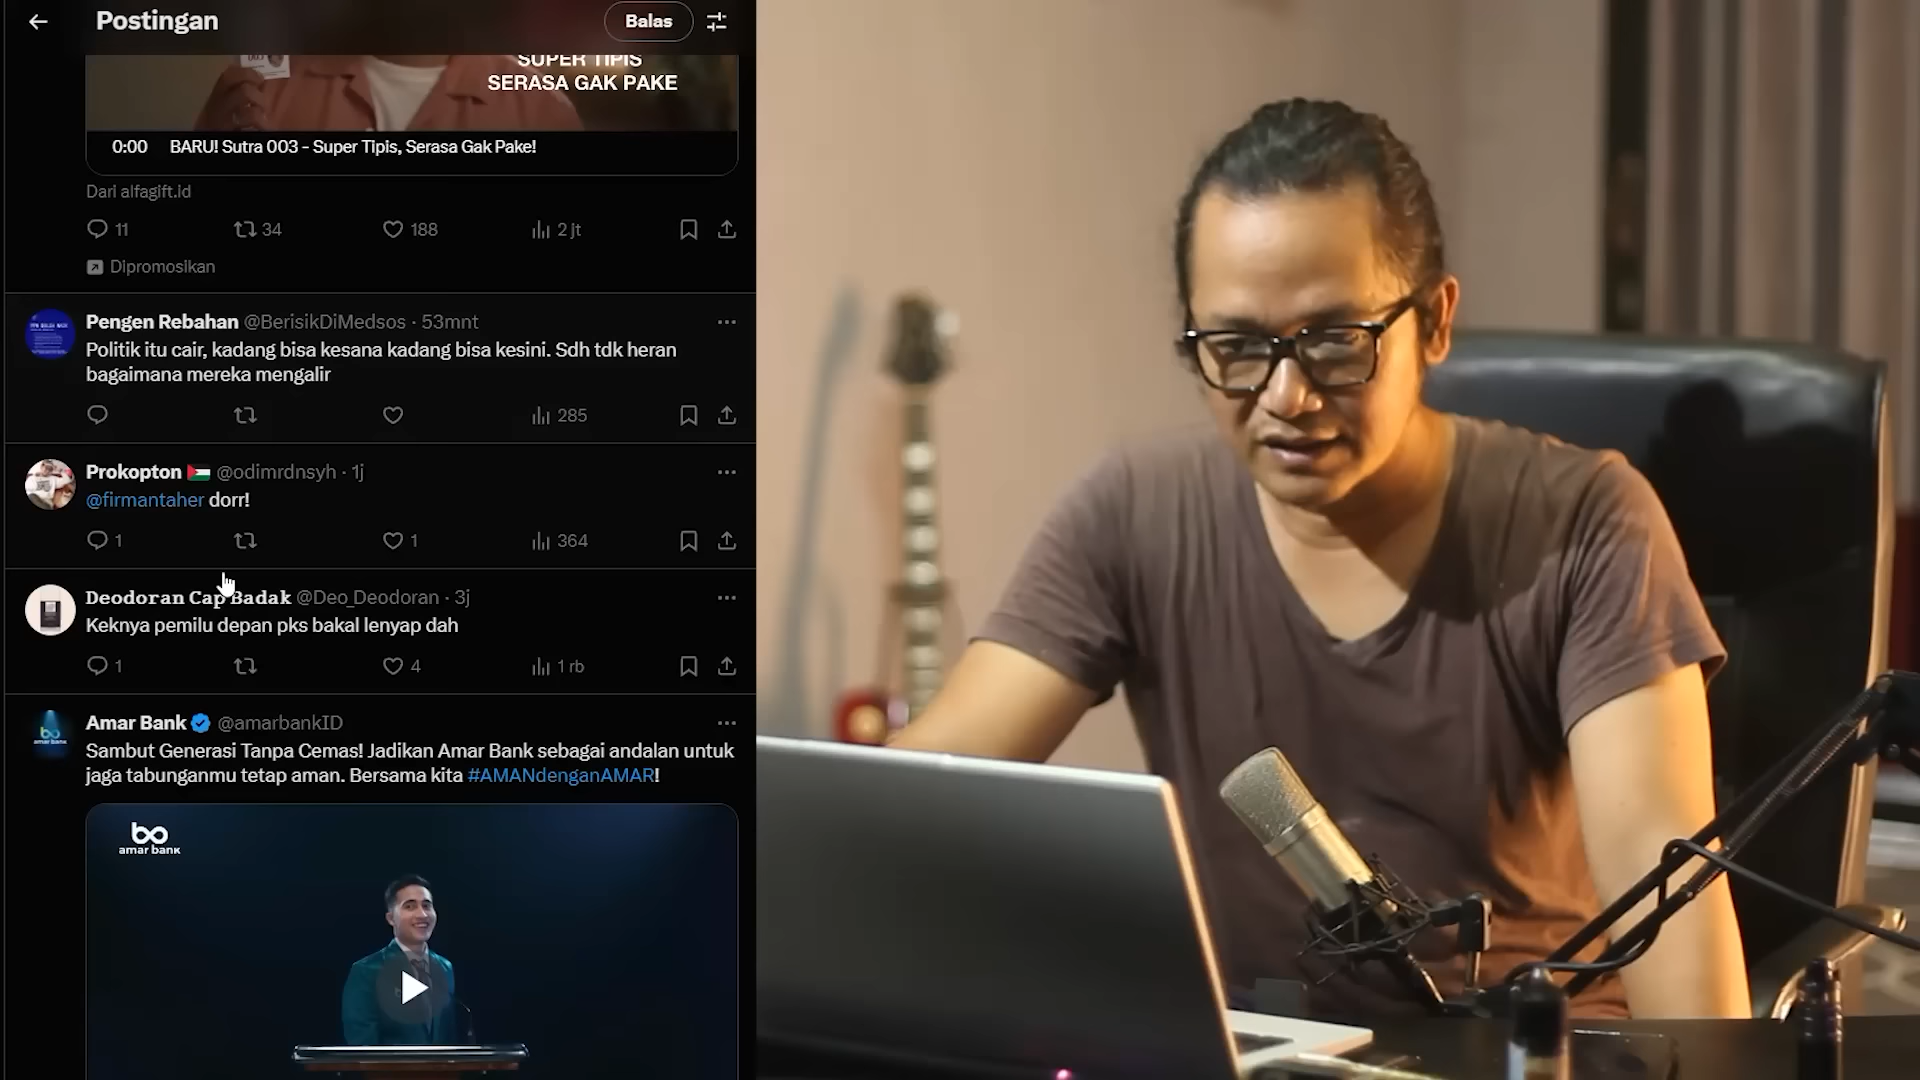 Postingan
Balas
SUPER TIPIS
SERASA GAK PAKE
0:00 BARU! Sutra 003 - Super Tipis, Serasa Gak Pake!
Dari alfagift.id
11 34 188 2 jt
Dipromosikan
Pengen Rebahan @BerisikDiMedsos · 53mnt
Politik itu cair, kadang bisa kesana kadang bisa kesini. Sdh tdk heran
bagaimana mereka mengalir
285
Prokopton @odimrdnsyh · 1j
@firmantaher dorr!
1 1 364
Deodoran Cap Badak @Deo_Deodoran · 3j
Keknya pemilu depan pks bakal lenyap dah
1 4 1 rb
Amar Bank @amarbankID
Sambut Generasi Tanpa Cemas! Jadikan Amar Bank sebagai andalan untuk
jaga tabunganmu tetap aman. Bersama kita #AMANdenganAMAR!
amar bank